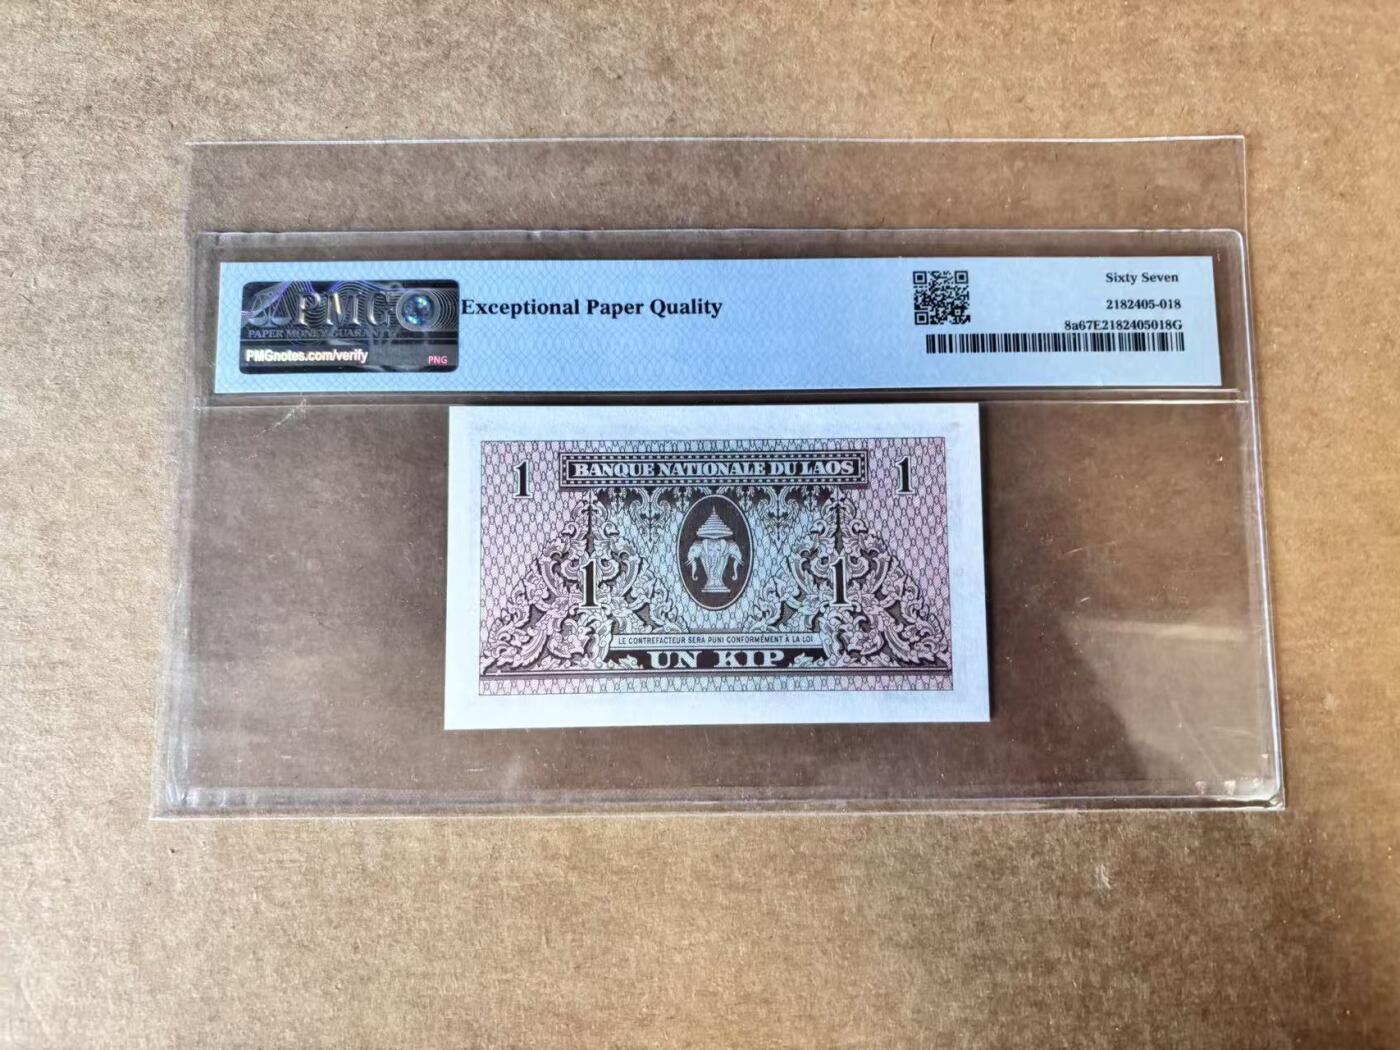 PMG
PAPER MONEY GUARANTY
PMGnotes.com/verify
PNG
Exceptional Paper Quality
Sixty Seven
2182405-018
8a67E2182405018G
1
BANQUE NATIONALE DU LAOS
1
1
1
LE CONTREFACTEUR SERA PUNI CONFORMÉMENT À LA LOI
UN KIP